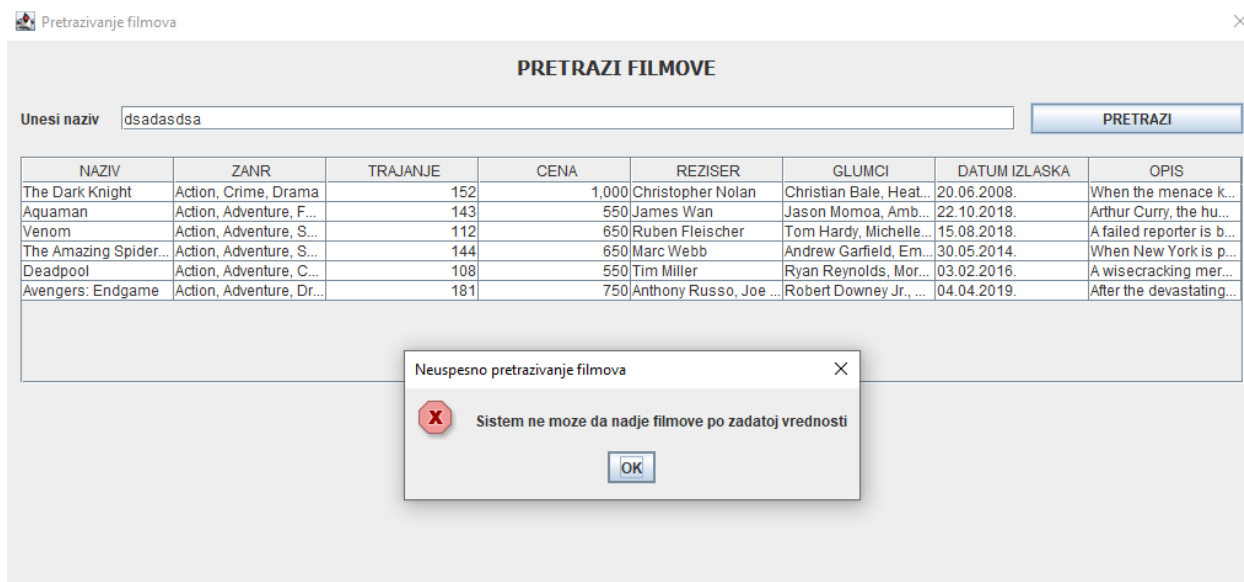 Pretrazivanje filmova
PRETRAZI FILMOVE
Unesi naziv dsadasdsa PRETRAZI
NAZIV ZANR TRAJANJE CENA REZISER GLUMCI DATUM IZLASKA OPIS
The Dark Knight Action, Crime, Drama 152 1,000 Christopher Nolan Christian Bale, Heat... 20.06.2008. When the menace k...
Aquaman Action, Adventure, F... 143 550 James Wan Jason Momoa, Amb... 22.10.2018. Arthur Curry, the hu...
Venom Action, Adventure, S... 112 650 Ruben Fleischer Tom Hardy, Michelle... 15.08.2018. A failed reporter is b...
The Amazing Spider... Action, Adventure, S... 144 650 Marc Webb Andrew Garfield, Em... 30.05.2014. When New York is p...
Deadpool Action, Adventure, C... 108 550 Tim Miller Ryan Reynolds, Mor... 03.02.2016. A wisecracking mer...
Avengers: Endgame Action, Adventure, Dr... 181 750 Anthony Russo, Joe ... Robert Downey Jr., ... 04.04.2019. After the devastating...
Neuspesno pretrazivanje filmova
Sistem ne moze da nadje filmove po zadatoj vrednosti
OK